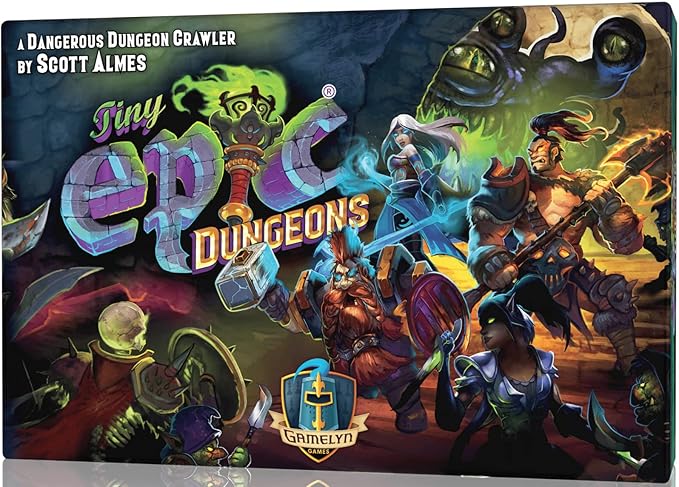 A DANGEROUS DUNGEON CRAWLER
BY SCOTT ALMES
Tiny
epic®
DUNGEONS
GAMELYN
GAMES